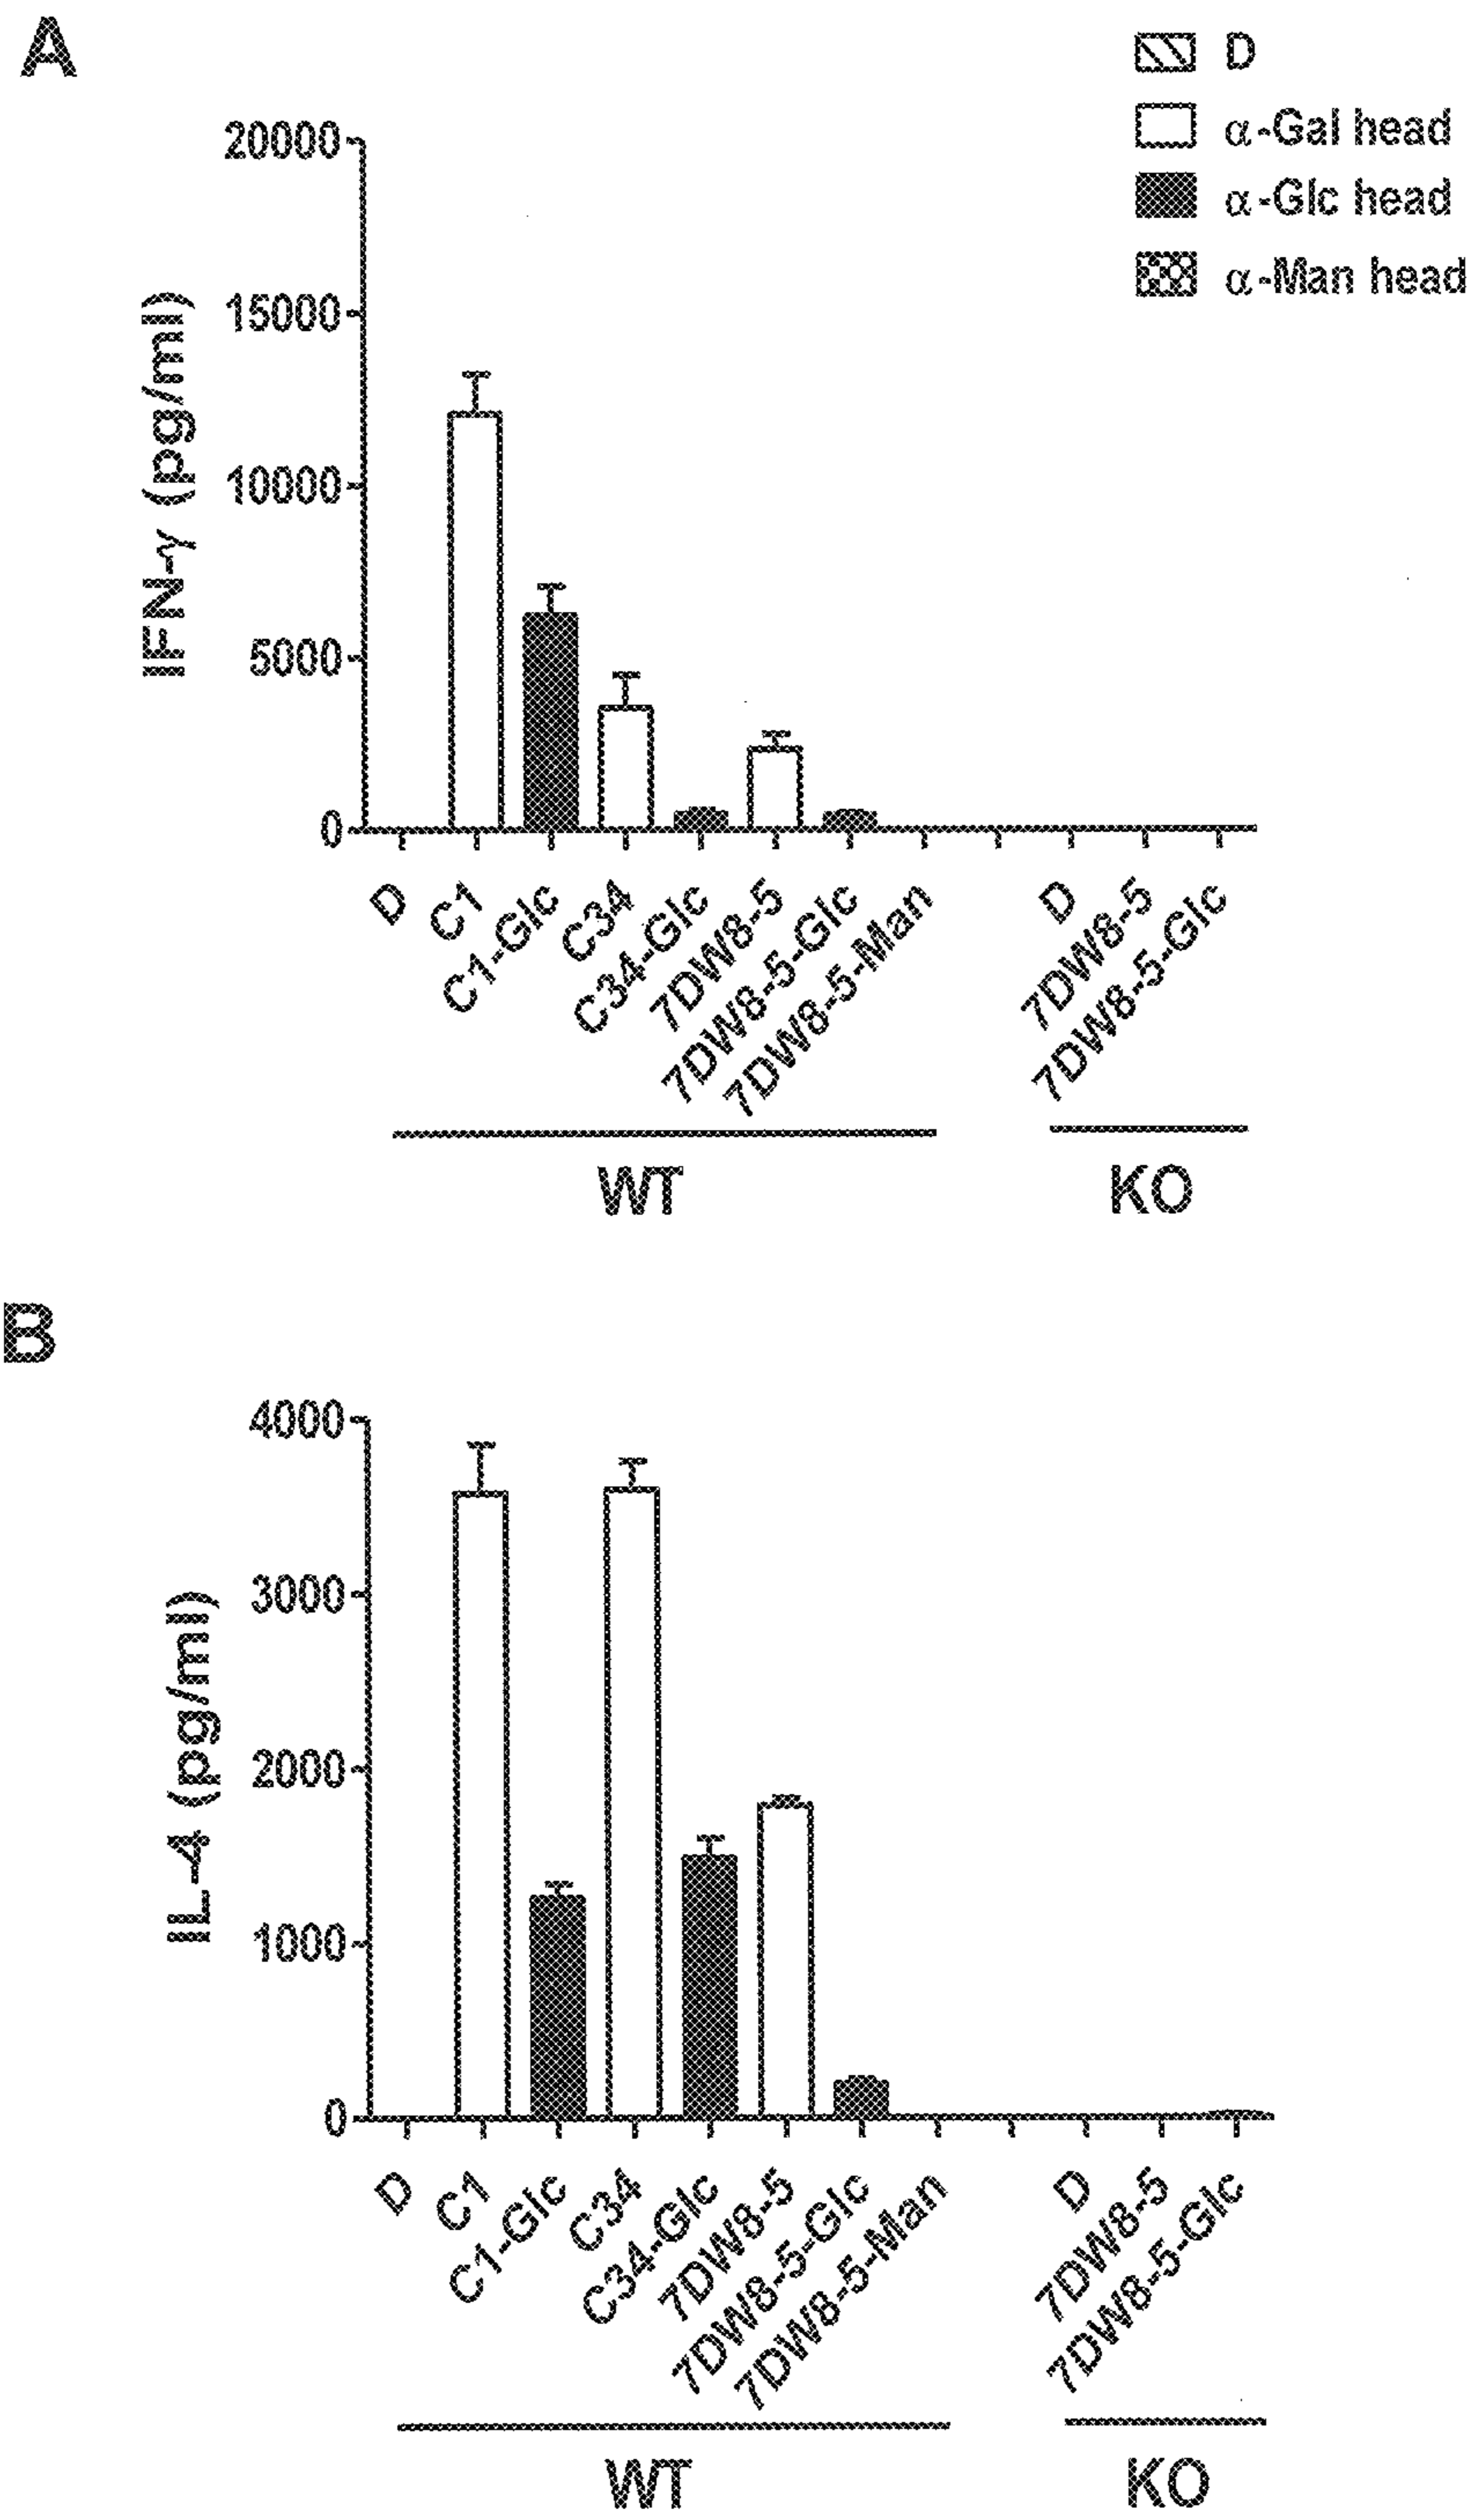 A
D
α-Gal head
α-Glc head
α-Man head
20000
15000
10000
5000
0
IFN-γ (pg/ml)
D
C1
C1-Glc
C34
C34-Glc
7DW8-5
7DW8-5-Glc
7DW8-5-Man
D
7DW8-5
7DW8-5-Glc
WT
KO
B
4000
3000
2000
1000
0
IL-4 (pg/ml)
D
C1
C1-Glc
C34
C34-Glc
7DW8-5
7DW8-5-Glc
7DW8-5-Man
D
7DW8-5
7DW8-5-Glc
WT
KO